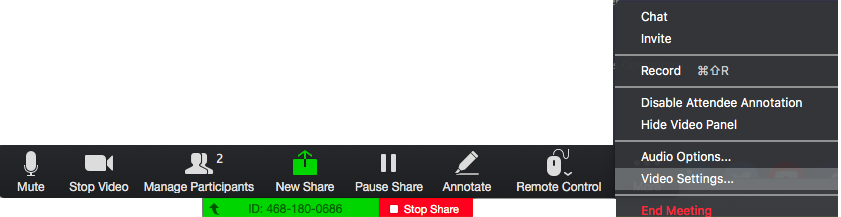 Chat
Invite
Record ⌘⇧R
Disable Attendee Annotation
Hide Video Panel
Audio Options...
Video Settings...
End Meeting
Mute
Stop Video
Manage Participants 2
New Share
Pause Share
Annotate
Remote Control
ID: 468-180-0686
Stop Share